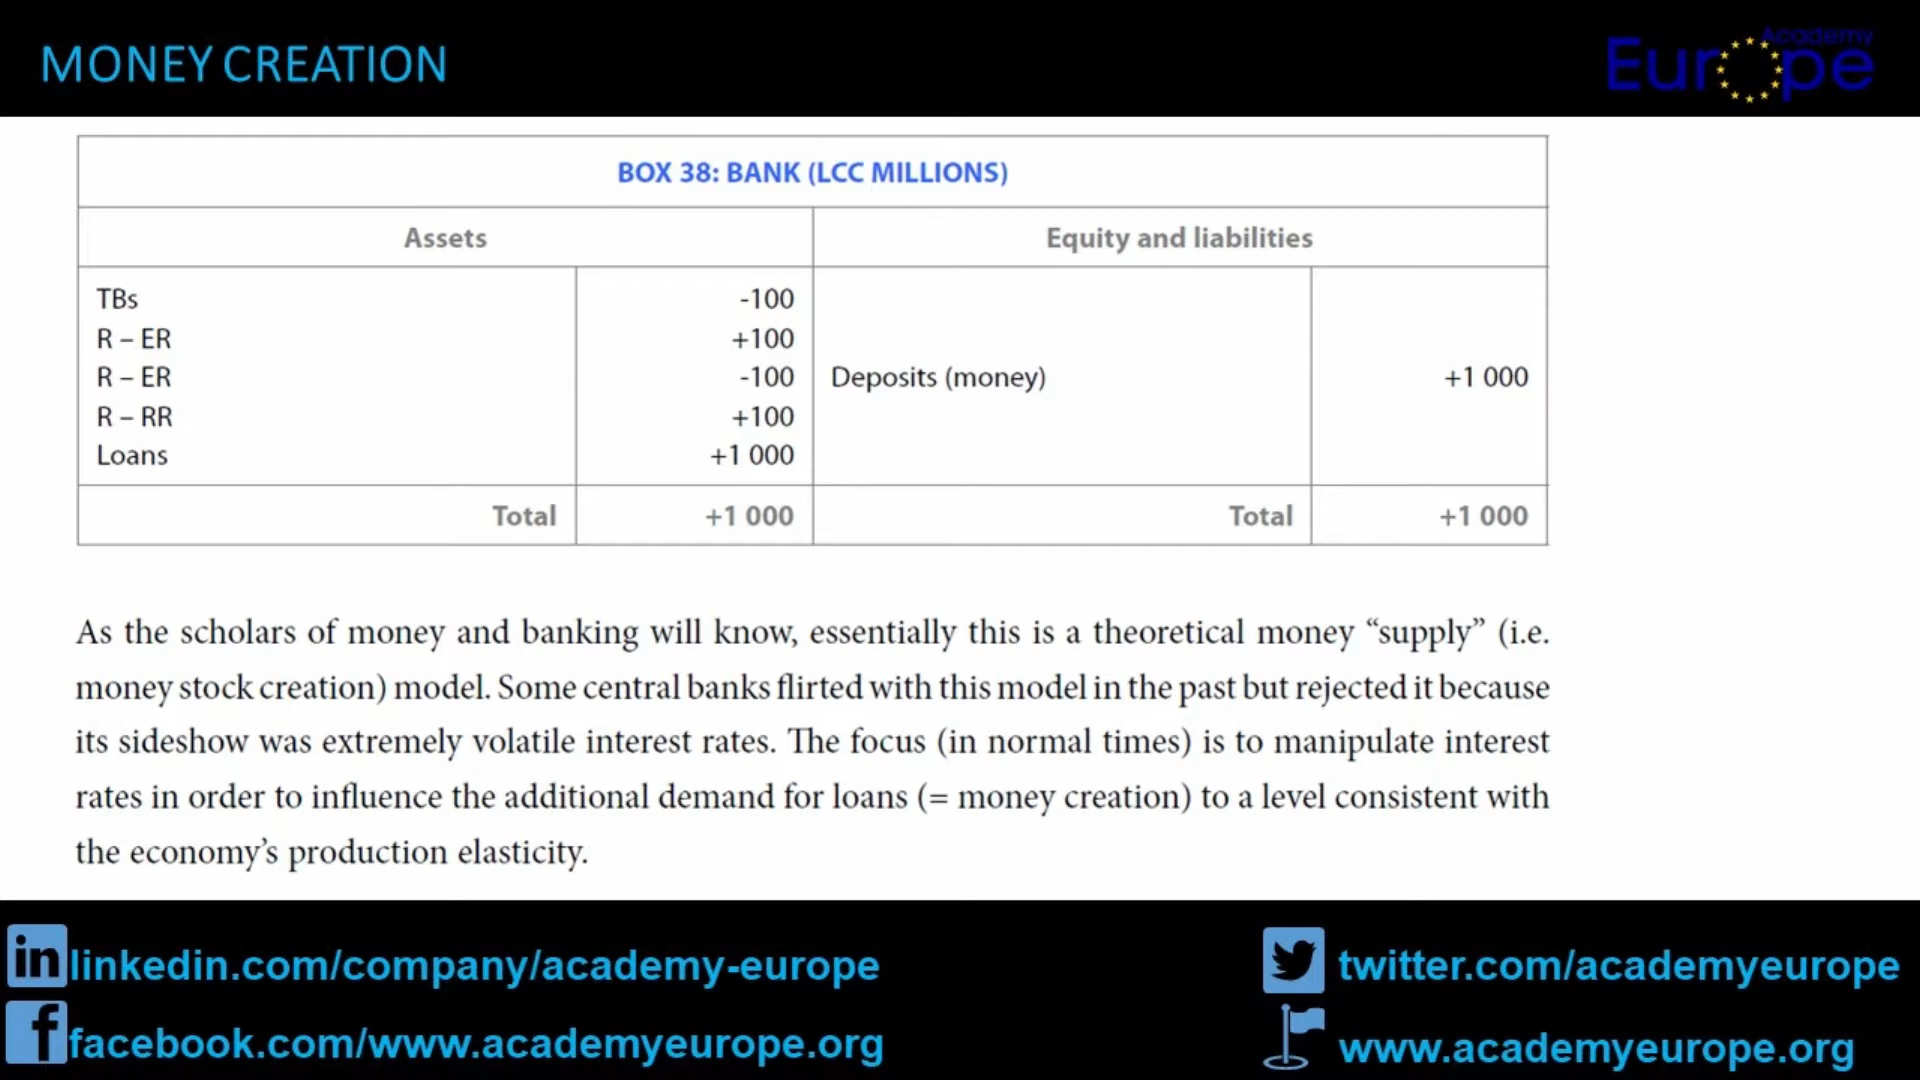 MONEY CREATION
Academy
Europe
BOX 38: BANK (LCC MILLIONS)
Assets Equity and liabilities
TBs -100
R – ER +100
R – ER -100 Deposits (money) +1 000
R – RR +100
Loans +1 000
Total +1 000 Total +1 000
As the scholars of money and banking will know, essentially this is a theoretical money “supply” (i.e.
money stock creation) model. Some central banks flirted with this model in the past but rejected it because
its sideshow was extremely volatile interest rates. The focus (in normal times) is to manipulate interest
rates in order to influence the additional demand for loans (= money creation) to a level consistent with
the economy’s production elasticity.
in linkedin.com/company/academy-europe
twitter.com/academyeurope
f facebook.com/www.academyeurope.org
www.academyeurope.org